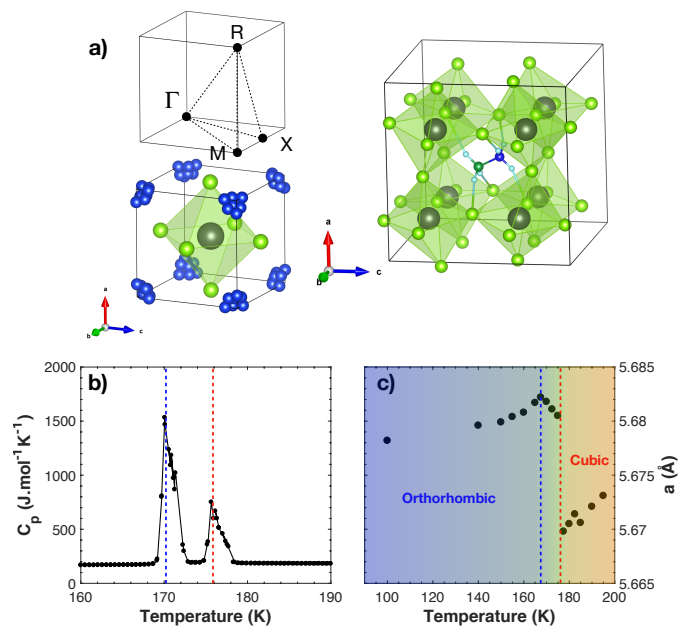 a)
R
Γ
M
X
a
b
c
a
b
c
b)
2000
1500
1000
500
0
160
170
180
190
Temperature (K)
C_p (J.mol⁻¹K⁻¹)
c)
5.685
5.68
5.675
5.67
5.665
Orthorhombic
Cubic
100
120
140
160
180
200
Temperature (K)
a (Å)